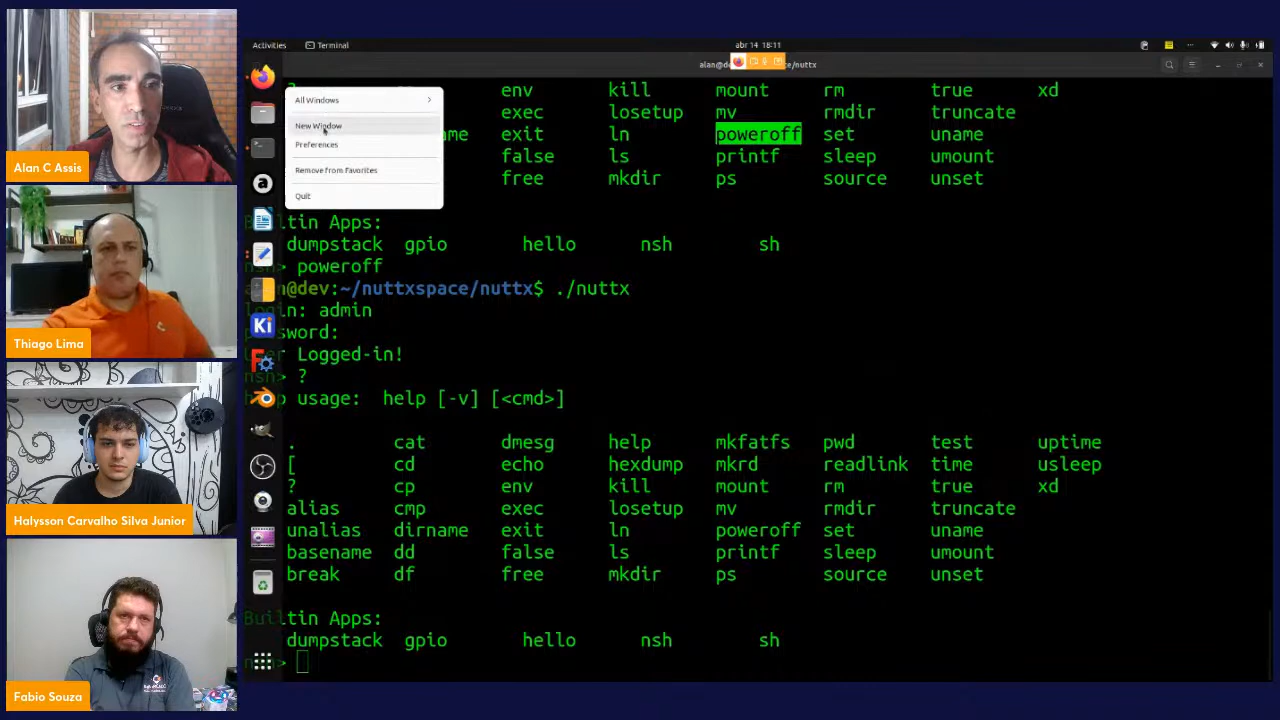 Alan C Assis
Thiago Lima
Halysson Carvalho Silva Junior
Fabio Souza
Activities Terminal abr 14 18:11
All Windows
New Window
Preferences
Remove from Favorites
Quit
env kill mount rm true xd
exec losetup mv rmdir truncate
exit ln poweroff set uname
false ls printf sleep umount
free mkdir ps source unset
Apps:
dumpstack gpio hello nsh sh
poweroff
@dev:~/nuttxspace/nuttx$ ./nuttx
login: admin
password:
Logged-in!
?
usage: help [-v] [<cmd>]
. cat dmesg help mkfatfs pwd test uptime
[ cd echo hexdump mkrd readlink time usleep
? cp env kill mount rm true xd
alias cmp exec losetup mv rmdir truncate
unalias dirname exit ln poweroff set uname
basename dd false ls printf sleep umount
break df free mkdir ps source unset
Builtin Apps:
dumpstack gpio hello nsh sh
nsh>